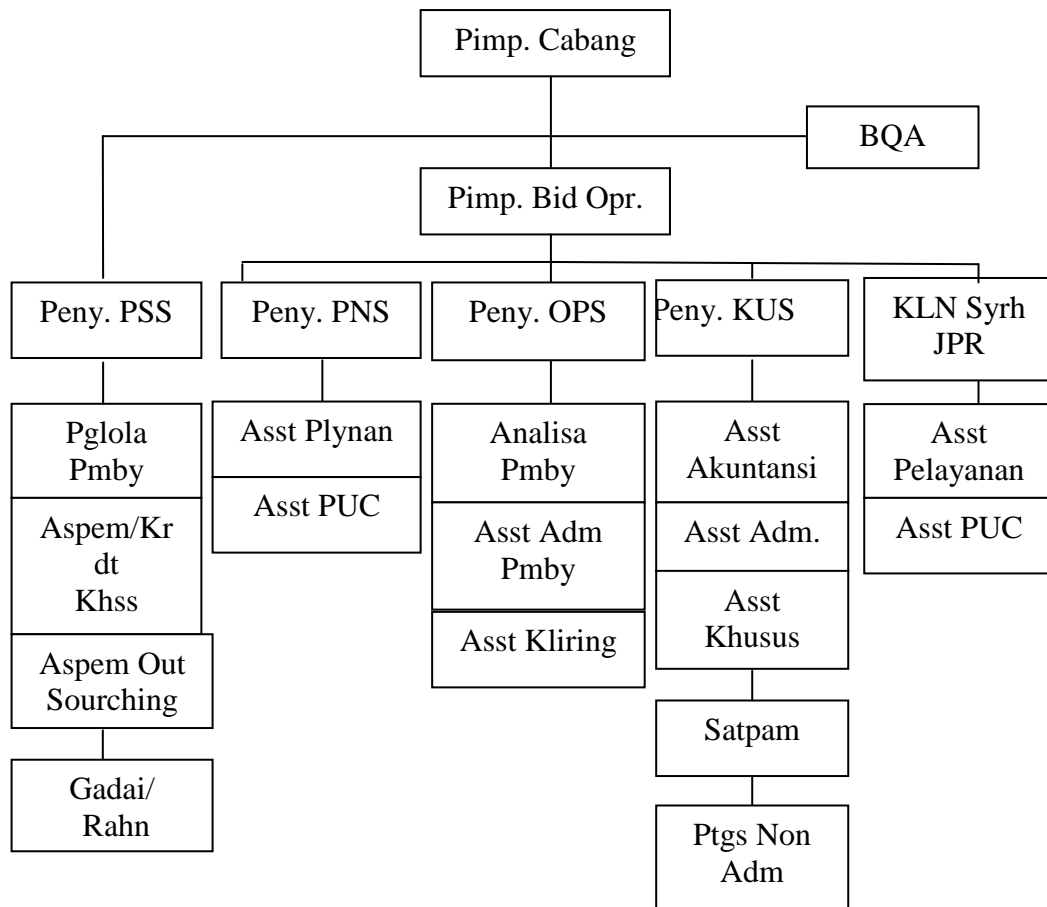 Pimp. Cabang
BQA
Pimp. Bid Opr.
Peny. PSS
Peny. PNS
Peny. OPS
Peny. KUS
KLN Syrh
JPR
Pglola
Pmby
Aspem/Kr
dt
Khss
Aspem Out
Sourching
Gadai/
Rahn
Asst Plynan
Asst PUC
Analisa
Pmby
Asst Adm
Pmby
Asst Kliring
Asst
Akuntansi
Asst Adm.
Asst
Khusus
Satpam
Ptgs Non
Adm
Asst
Pelayanan
Asst PUC